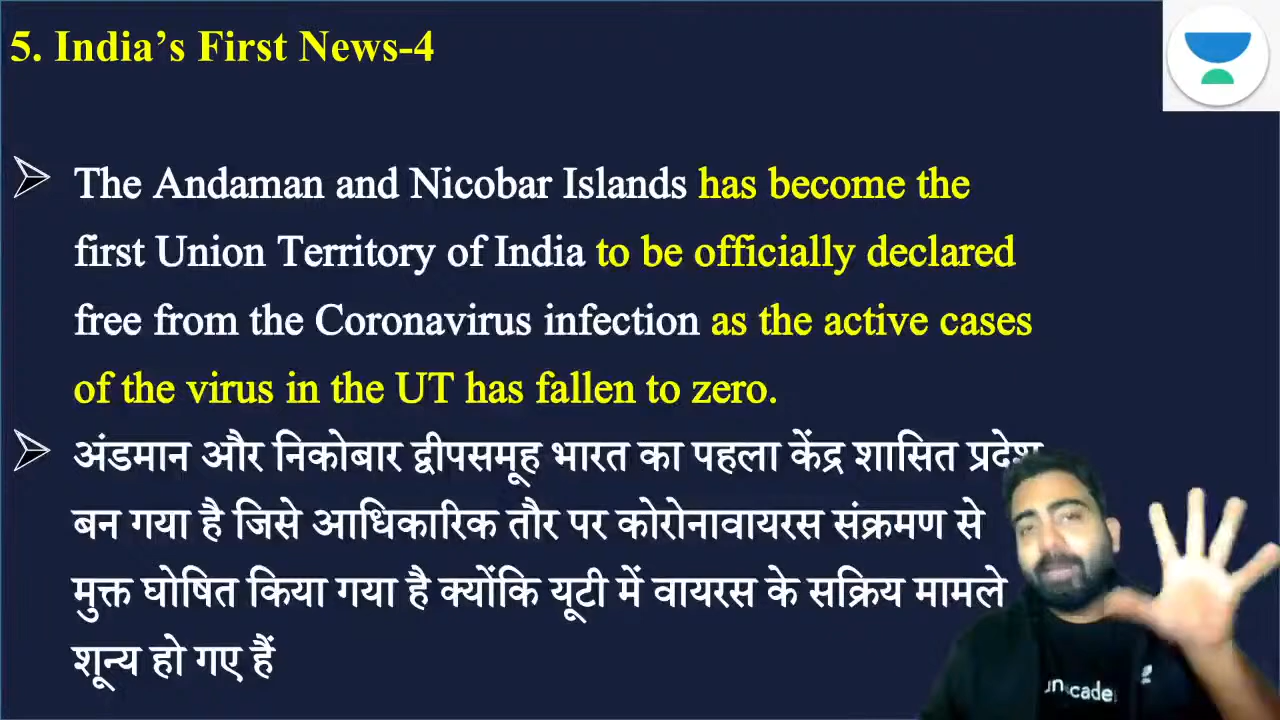 5. India’s First News-4
The Andaman and Nicobar Islands has become the
first Union Territory of India to be officially declared
free from the Coronavirus infection as the active cases
of the virus in the UT has fallen to zero.
अंडमान और निकोबार द्वीपसमूह भारत का पहला केंद्र शासित प्रदेश
बन गया है जिसे आधिकारिक तौर पर कोरोनावायरस संक्रमण से
मुक्त घोषित किया गया है क्योंकि यूटी में वायरस के सक्रिय मामले
शून्य हो गए हैं